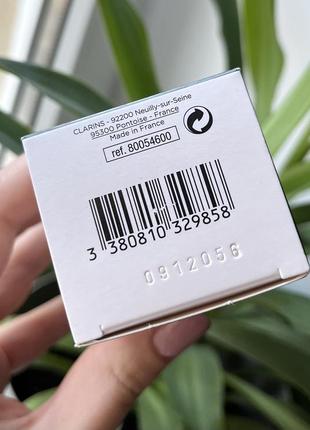 CLARINS - 92200 Neuilly-sur-Seine
95300 Pontoise - France
Made in France
ref. 80054600
3 380810 329858
0912056